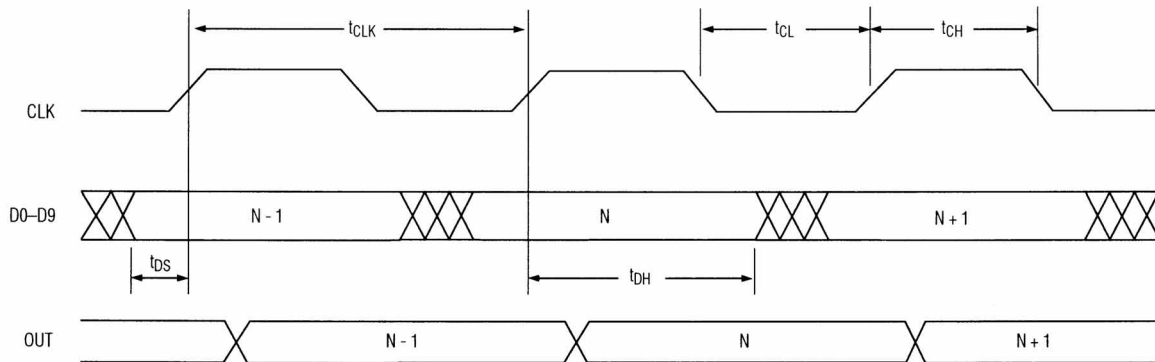 tCLK
tCL
tCH
CLK
D0–D9
N - 1
N
N + 1
tDS
tDH
OUT
N - 1
N
N + 1